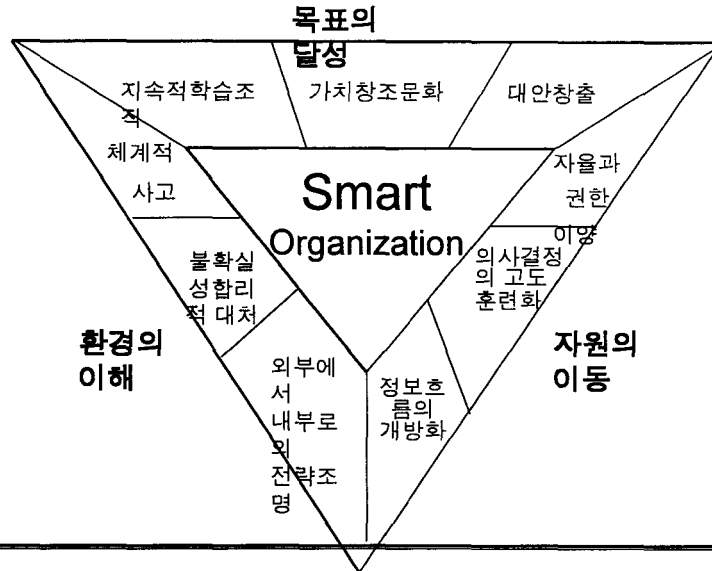 목표의
달성
지속적학습조
직
가치창조문화
대안창출
체계적
사고
Smart
Organization
자율과
권한
이양
불확실
성합리
적 대처
의사결정
의 고도
훈련화
환경의
이해
자원의
이동
외부에
서
내부로
의
전략조
명
정보흐
름의
개방화